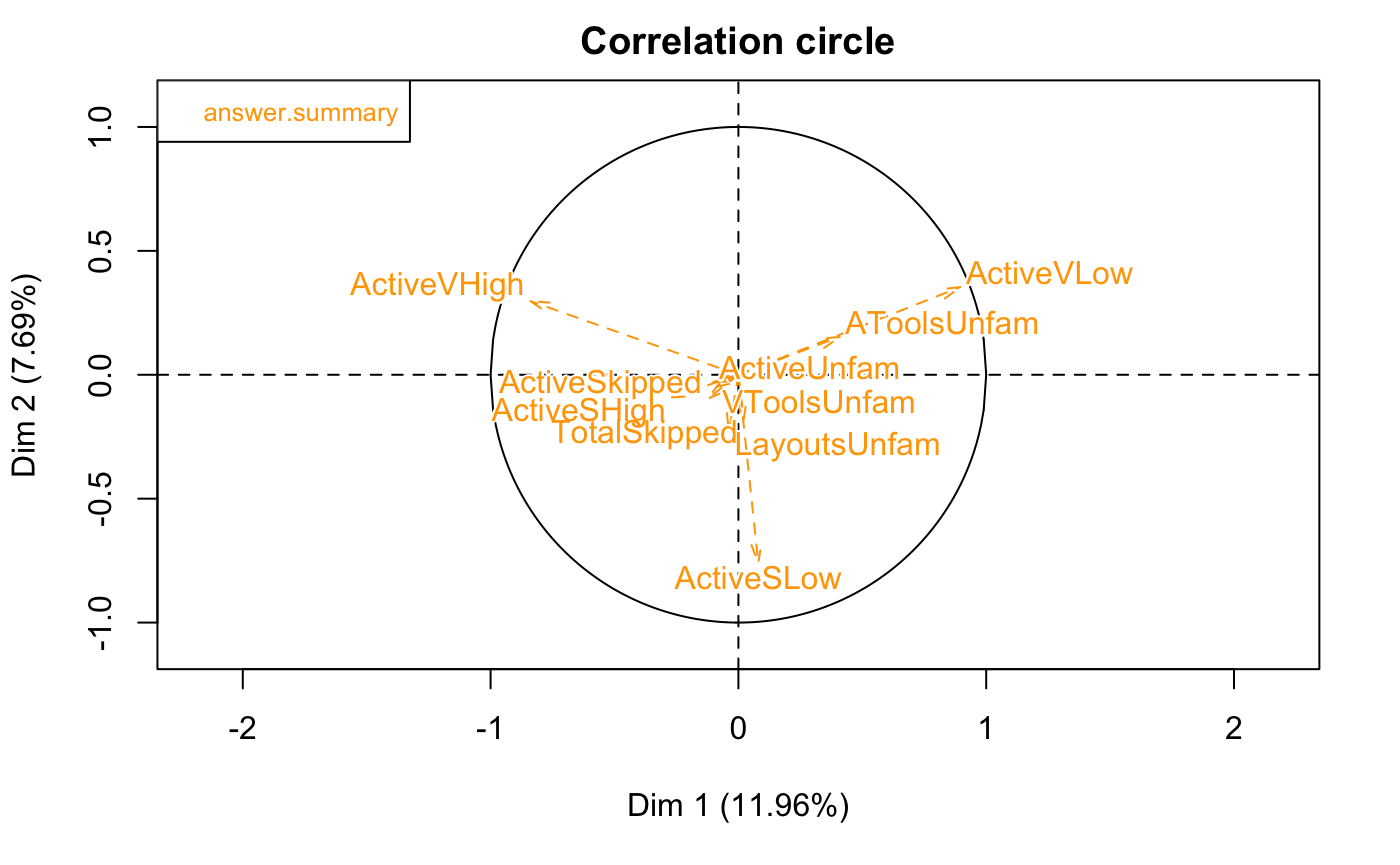 Correlation circle
answer.summary
Dim 2 (7.69%)
1.0
0.5
0.0
-0.5
-1.0
ActiveVHigh
ActiveVLow
AToolsUnfam
ActiveUnfam
ActiveSkipped
VToolsUnfam
ActiveSHigh
TotalSkipped
LayoutsUnfam
ActiveSLow
-2
-1
0
1
2
Dim 1 (11.96%)